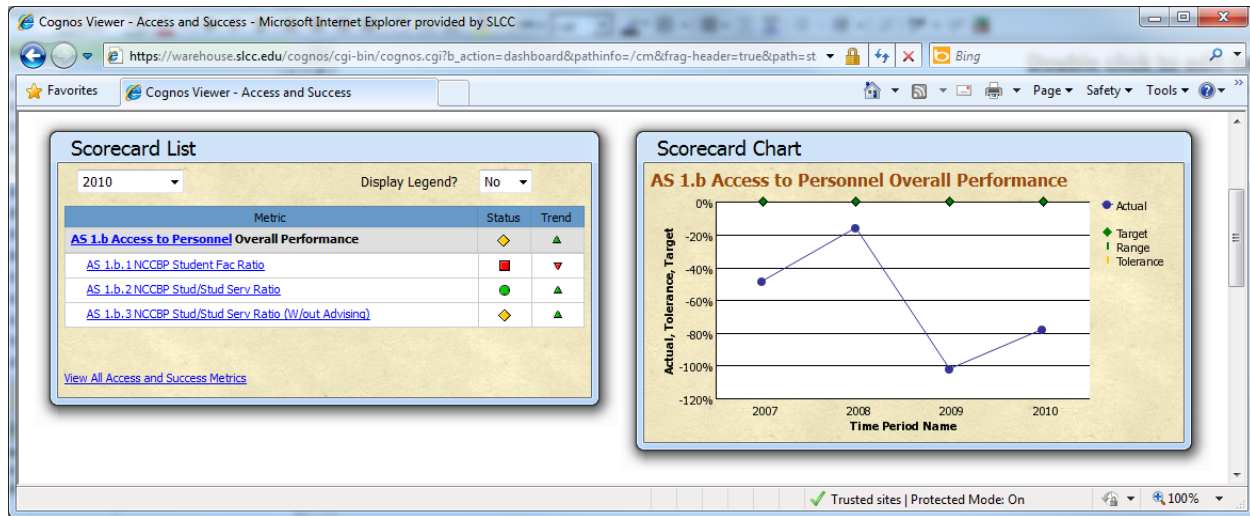 Cognos Viewer - Access and Success - Microsoft Internet Explorer provided by SLCC
https://warehouse.slcc.edu/cognos/cgi-bin/cognos.cgi?b_action=dashboard&pathinfo=/cm&frag-header=true&path=st
Bing
Favorites
Cognos Viewer - Access and Success
Page
Safety
Tools
Scorecard List
2010
Display Legend?
No
Metric Status Trend
AS 1.b Access to Personnel Overall Performance
AS 1.b.1 NCCBP Student Fac Ratio
AS 1.b.2 NCCBP Stud/Stud Serv Ratio
AS 1.b.3 NCCBP Stud/Stud Serv Ratio (W/out Advising)
View All Access and Success Metrics
Scorecard Chart
AS 1.b Access to Personnel Overall Performance
0%
-20%
-40%
-60%
-80%
-100%
-120%
Actual, Tolerance, Target
2007 2008 2009 2010
Time Period Name
Actual
Target
Range
Tolerance
Trusted sites | Protected Mode: On
100%